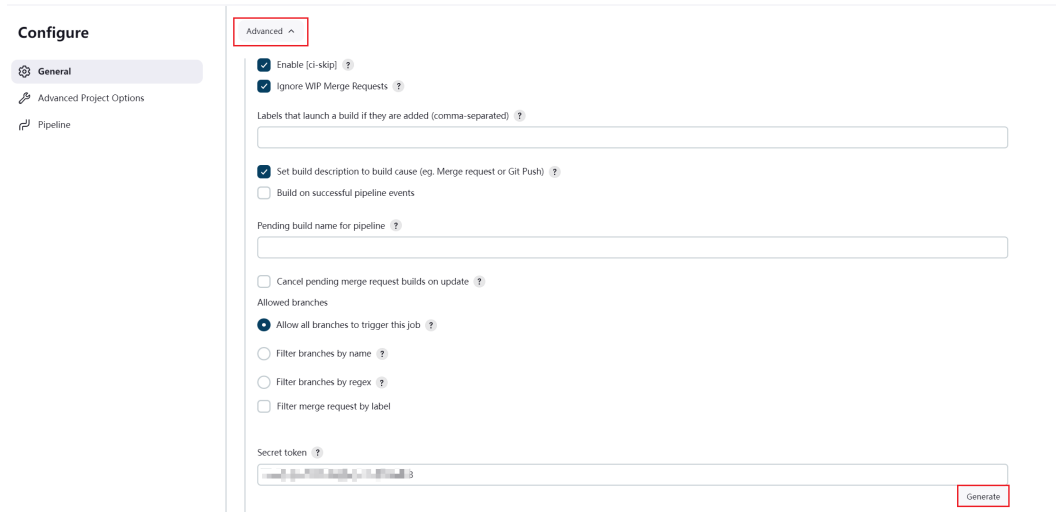 Configure
General
Advanced Project Options
Pipeline
Advanced
Enable [ci-skip] ?
Ignore WIP Merge Requests ?
Labels that launch a build if they are added (comma-separated) ?
Set build description to build cause (eg. Merge request or Git Push) ?
Build on successful pipeline events
Pending build name for pipeline ?
Cancel pending merge request builds on update ?
Allowed branches
Allow all branches to trigger this job ?
Filter branches by name ?
Filter branches by regex ?
Filter merge request by label
Secret token ?
Generate